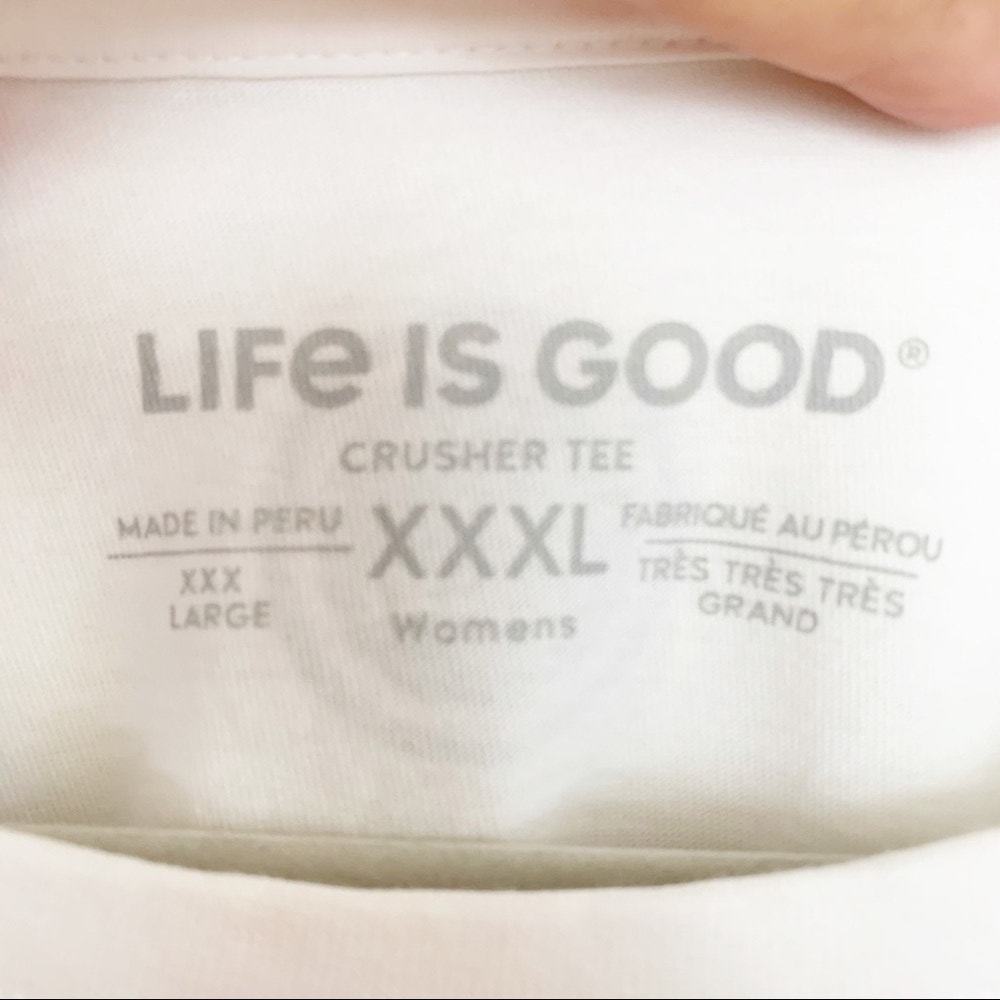 LIFe IS GOOD®
CRUSHER TEE
MADE IN PERU
XXX
LARGE
XXXL
Womens
FABRIQUÉ AU PÉROU
TRÈS TRÈS TRÈS
GRAND